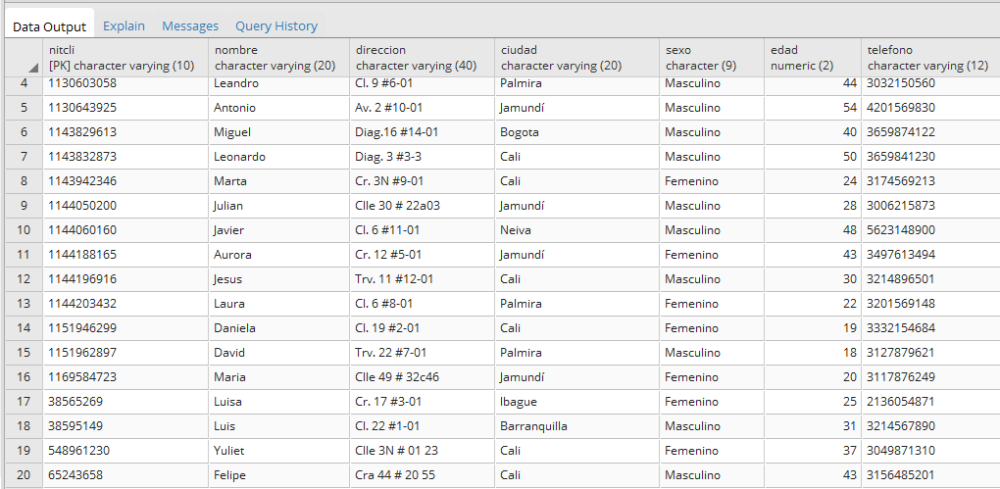 Data Output Explain Messages Query History
nitcli nombre direccion ciudad sexo edad telefono
[PK] character varying (10) character varying (20) character varying (40) character varying (20) character (9) numeric (2) character varying (12)
4 1130603058 Leandro Cl. 9 #6-01 Palmira Masculino 44 3032150560
5 1130643925 Antonio Av. 2 #10-01 Jamundí Masculino 54 4201569830
6 1143829613 Miguel Diag.16 #14-01 Bogota Masculino 40 3659874122
7 1143832873 Leonardo Diag. 3 #3-3 Cali Masculino 50 3659841230
8 1143942346 Marta Cr. 3N #9-01 Cali Femenino 24 3174569213
9 1144050200 Julian Clle 30 # 22a03 Jamundí Masculino 28 3006215873
10 1144060160 Javier Cl. 6 #11-01 Neiva Masculino 48 5623148900
11 1144188165 Aurora Cr. 12 #5-01 Jamundí Femenino 43 3497613494
12 1144196916 Jesus Trv. 11 #12-01 Cali Masculino 30 3214896501
13 1144203432 Laura Cl. 6 #8-01 Palmira Femenino 22 3201569148
14 1151946299 Daniela Cl. 19 #2-01 Cali Femenino 19 3332154684
15 1151962897 David Trv. 22 #7-01 Palmira Masculino 18 3127879621
16 1169584723 Maria Clle 49 # 32c46 Jamundí Femenino 20 3117876249
17 38565269 Luisa Cr. 17 #3-01 Ibague Femenino 25 2136054871
18 38595149 Luis Cl. 22 #1-01 Barranquilla Masculino 31 3214567890
19 548961230 Yuliet Clle 3N # 01 23 Cali Femenino 37 3049871310
20 65243658 Felipe Cra 44 # 20 55 Cali Masculino 43 3156485201